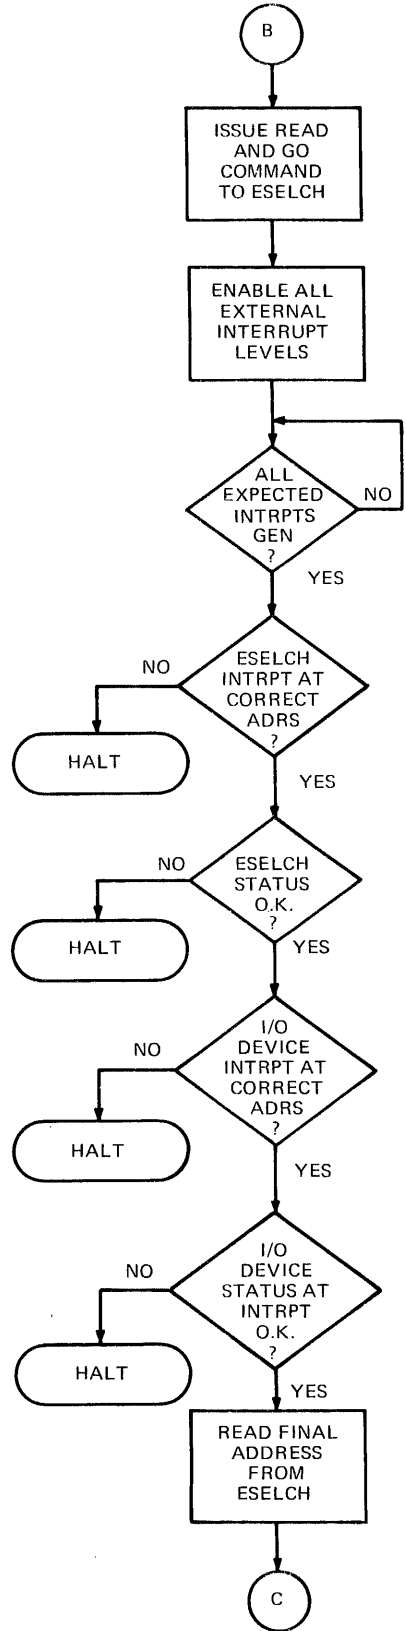 B
ISSUE READ
AND GO
COMMAND
TO ESELCH
ENABLE ALL
EXTERNAL
INTERRUPT
LEVELS
ALL
EXPECTED
INTRPTS
GEN
?
NO
YES
ESELCH
INTRPT AT
CORRECT
ADRS
?
NO
HALT
YES
ESELCH
STATUS
O.K.
?
NO
HALT
YES
I/O
DEVICE
INTRPT AT
CORRECT
ADRS
?
NO
HALT
YES
I/O
DEVICE
STATUS AT
INTRPT
O.K.
?
NO
HALT
YES
READ FINAL
ADDRESS
FROM
ESELCH
C